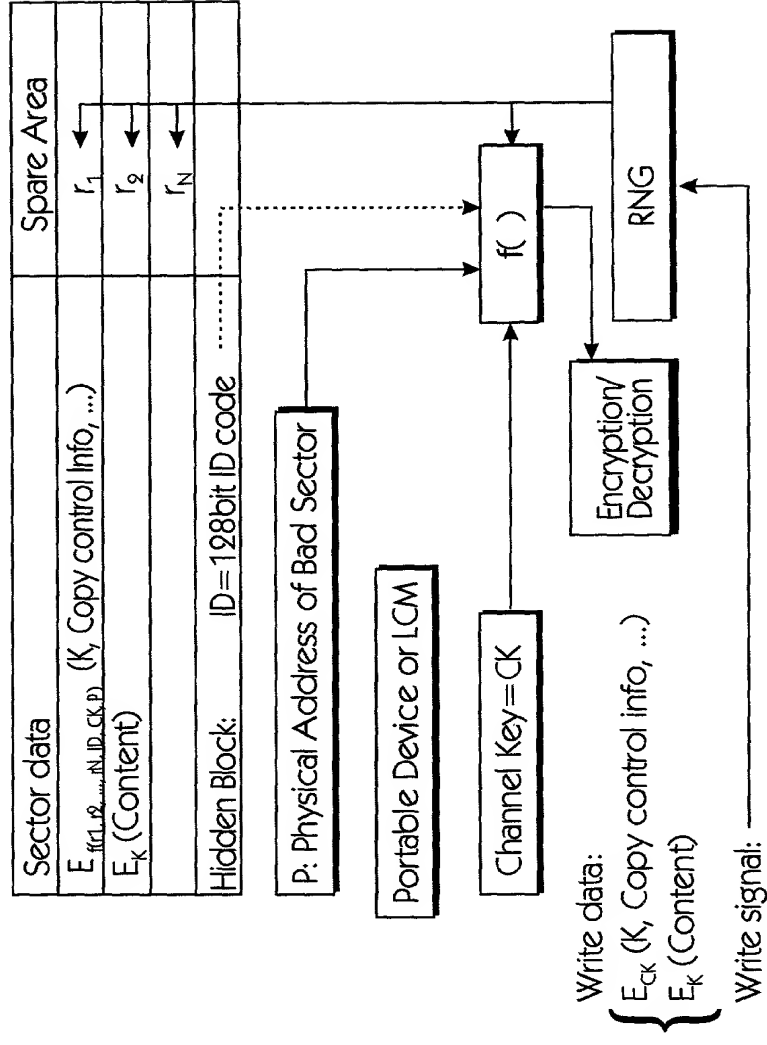 Sector data
Spare Area
E_f(r1, r2, ..., rN, ID, CK, P) (K, Copy control Info, ...)
r_1
E_K (Content)
r_2
r_N
Hidden Block: ID=128bit ID code
P: Physical Address of Bad Sector
Portable Device or LCM
Channel Key=CK
f( )
Encryption/
Decryption
RNG
Write data:
E_CK (K, Copy control info, ...)
E_K (Content)
Write signal: